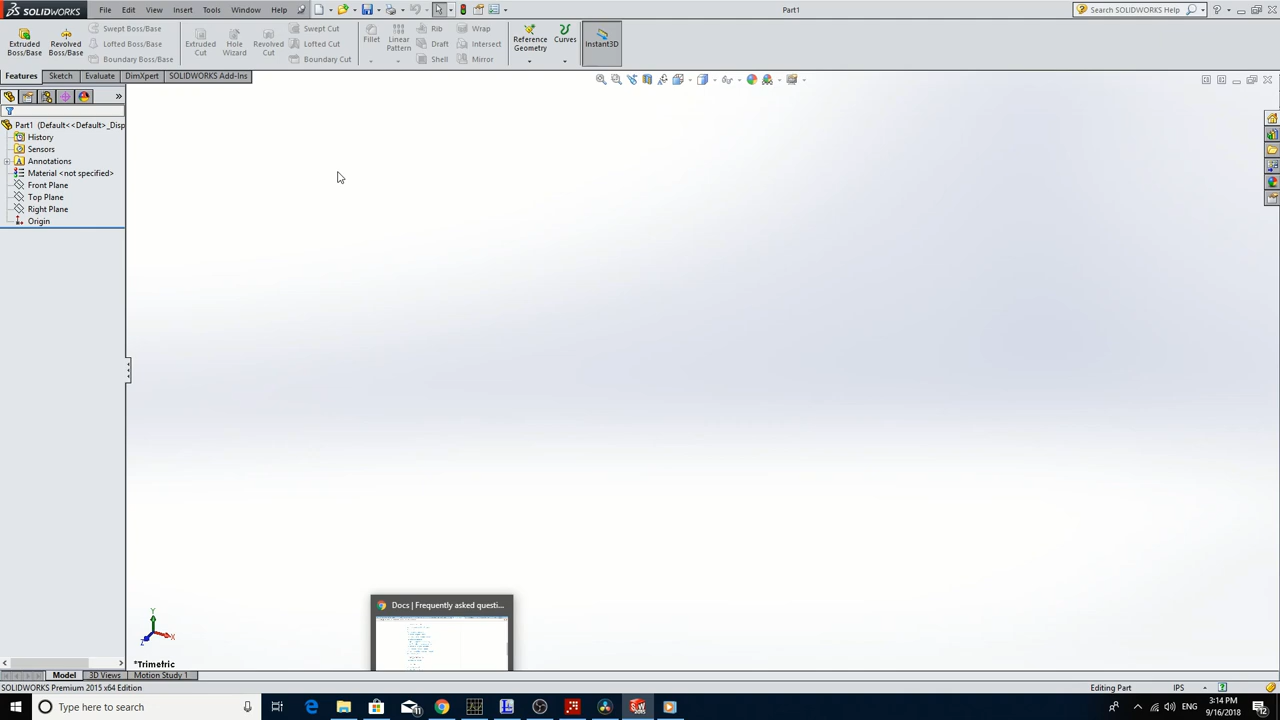 SOLIDWORKS File Edit View Insert Tools Window Help Part1 Search SOLIDWORKS Help
Extruded Boss/Base Revolved Boss/Base Swept Boss/Base Lofted Boss/Base Boundary Boss/Base Extruded Cut Hole Wizard Revolved Cut Swept Cut Lofted Cut Boundary Cut Fillet Linear Pattern Rib Draft Shell Wrap Intersect Mirror Reference Geometry Curves Instant3D
Features Sketch Evaluate DimXpert SOLIDWORKS Add-Ins
Part1 (Default<<Default>_Disp
History
Sensors
Annotations
Material <not specified>
Front Plane
Top Plane
Right Plane
Origin
Docs | Frequently asked questi...
Y
X
Z
*Trimetric
Model 3D Views Motion Study 1
SOLIDWORKS Premium 2015 x64 Edition Editing Part IPS
Type here to search ENG 3:14 PM
9/16/2018